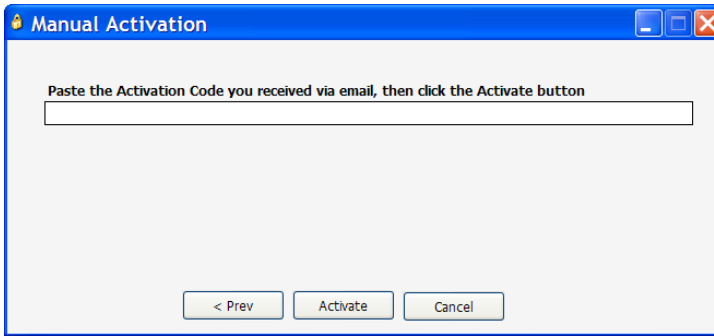 Manual Activation
Paste the Activation Code you received via email, then click the Activate button
< Prev
Activate
Cancel